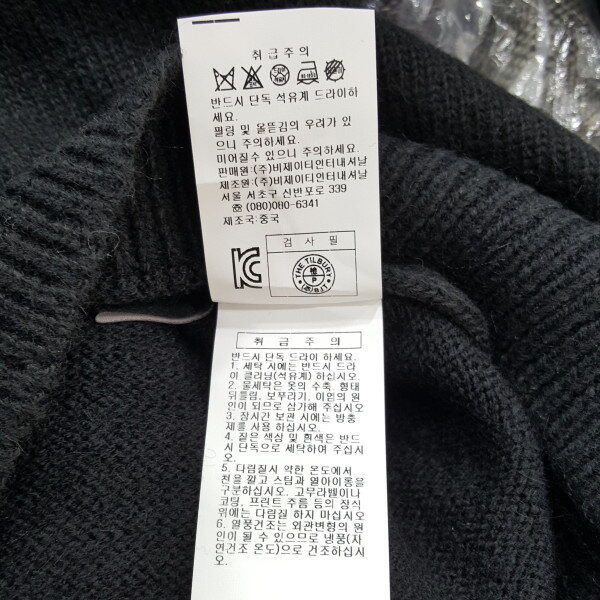 취급주의
반드시 단독 석유계 드라이하
세요.
필링 및 올뜯김의 우려가 있
으니 주의하세요.
미어질수 있으니 주의하세요.
판매원:(주)비제이티인터내셔날
제조원:(주)비제이티인터내셔날
서울 서초구 신반포로 339
☏ (080)080-6341
제조국:중국
검 사 필
THE TILBURY
P
(주)BJT
취 급 주 의
반드시 단독 드라이 하세요.
1. 세탁 시에는 반드시 드라
이 클리닝(석유계) 하십시오
2. 물세탁은 옷의 수축, 형태
뒤틀림, 보푸라기, 이염의 원
인이 되므로 삼가해 주십시오
3. 장시간 보관 시에는 방충
제를 사용 하십시오.
4. 짙은 색상 및 흰색은 반드
시 단독으로 세탁하여 주십시
오.
5. 다림질시 약한 온도에서
천을 깔고 스팀과 열아이롱을
구분하십시오. 고무라벨이나
코팅, 프린트 주름 등의 장식
위에는 다림질 하지 마십시오
6. 열풍건조는 외관변형의 원
인이 될 수 있으므로 냉풍(자
연건조 온도)으로 건조하십시
오.